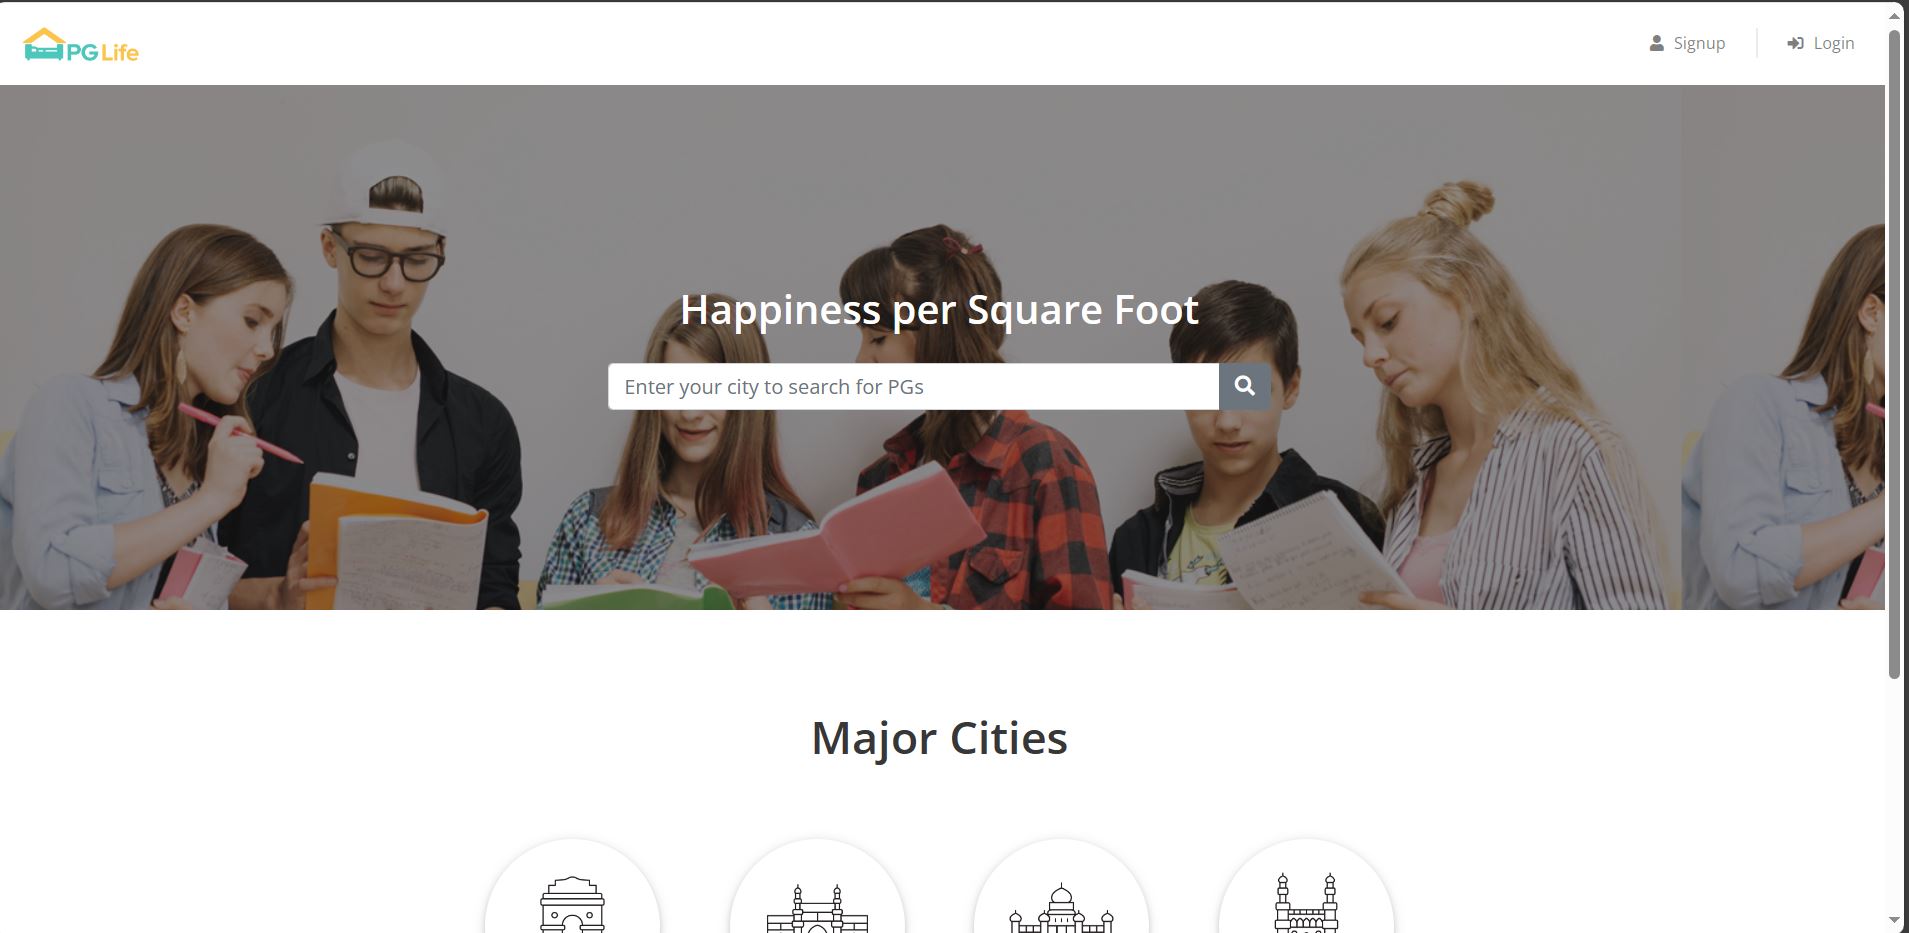 PG Life
Signup
Login
Happiness per Square Foot
Enter your city to search for PGs
Major Cities